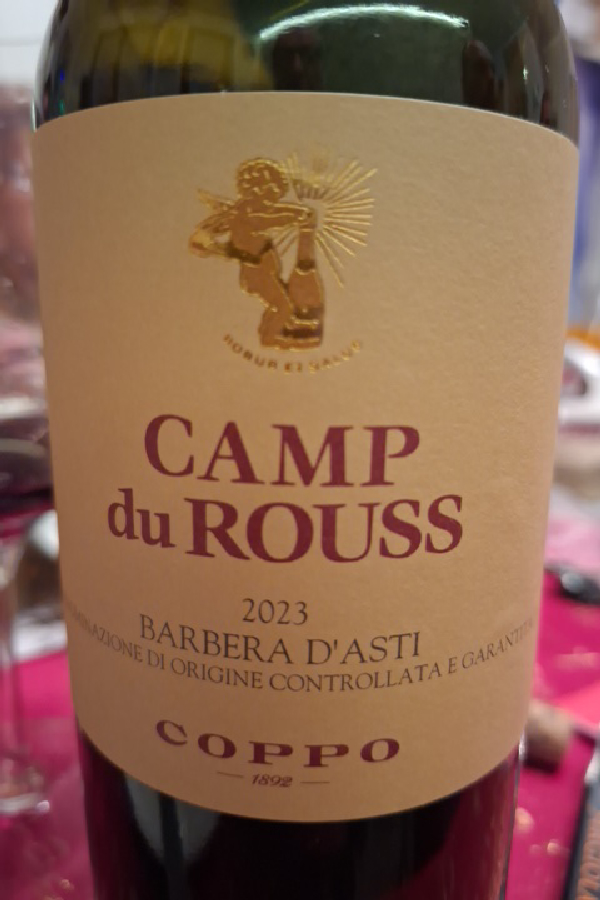 ROBUR ET SALUS
CAMP
du ROUSS
2023
BARBERA D'ASTI
DI ORIGINE CONTROLLATA E
COPPO
1892